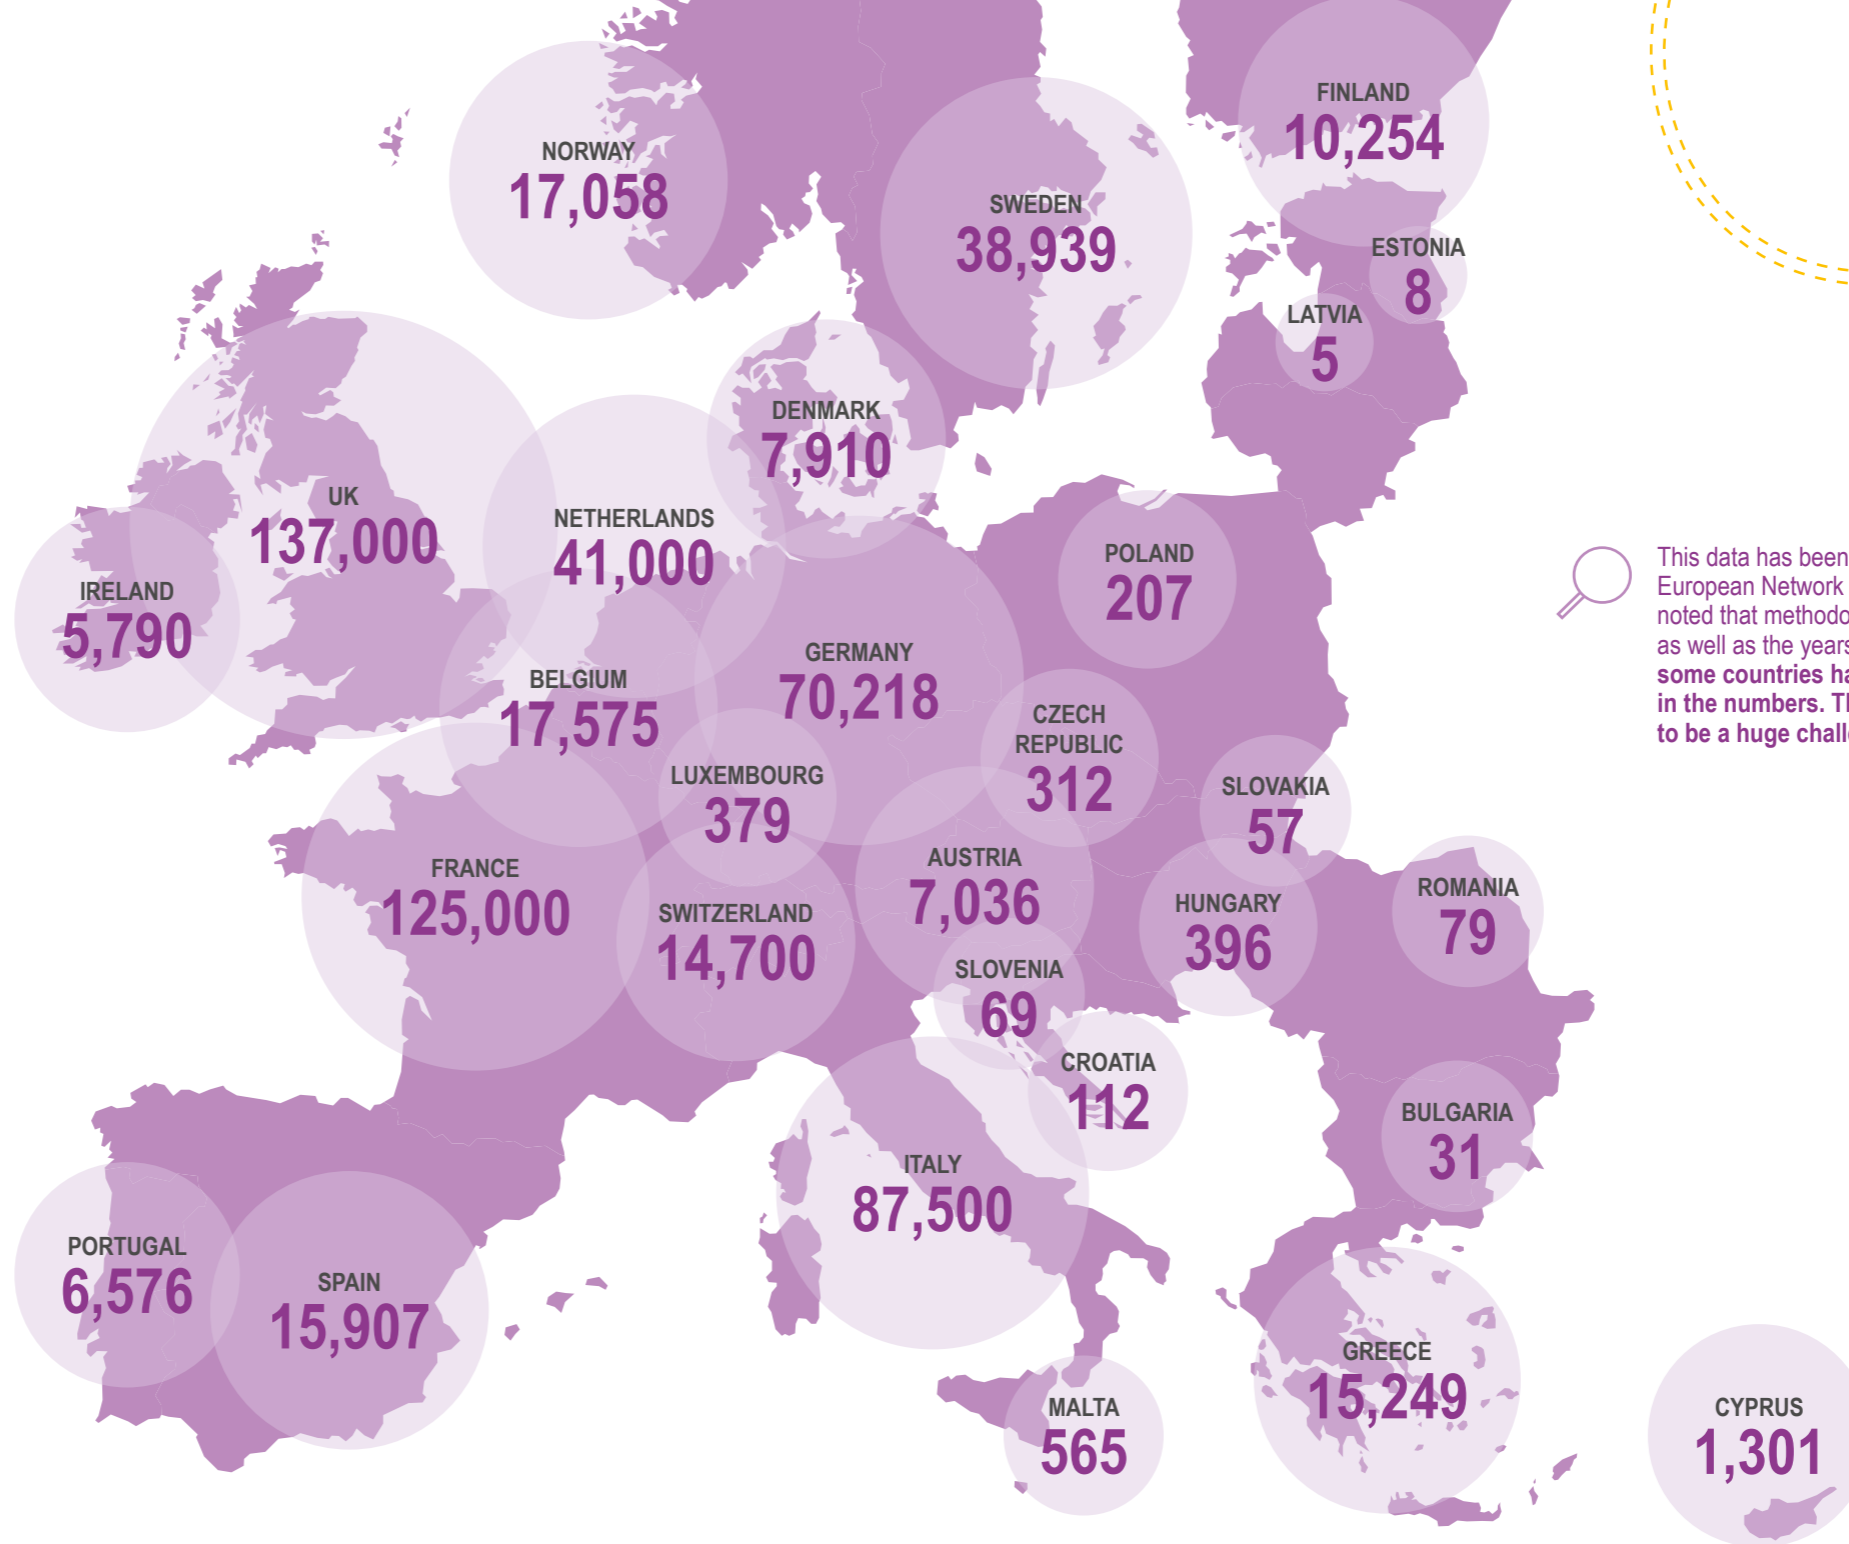 FINLAND
10,254
NORWAY
17,058
SWEDEN
38,939
ESTONIA
8
LATVIA
5
DENMARK
7,910
UK
137,000
NETHERLANDS
41,000
IRELAND
5,790
POLAND
207
GERMANY
70,218
BELGIUM
17,575
CZECH
REPUBLIC
312
LUXEMBOURG
379
SLOVAKIA
57
FRANCE
125,000
AUSTRIA
7,036
SWITZERLAND
14,700
HUNGARY
396
ROMANIA
79
SLOVENIA
69
CROATIA
112
BULGARIA
31
ITALY
87,500
PORTUGAL
6,576
SPAIN
15,907
GREECE
15,249
MALTA
565
CYPRUS
1,301
This data has been
European Network
noted that methodo
as well as the years
some countries ha
in the numbers. Th
to be a huge challe